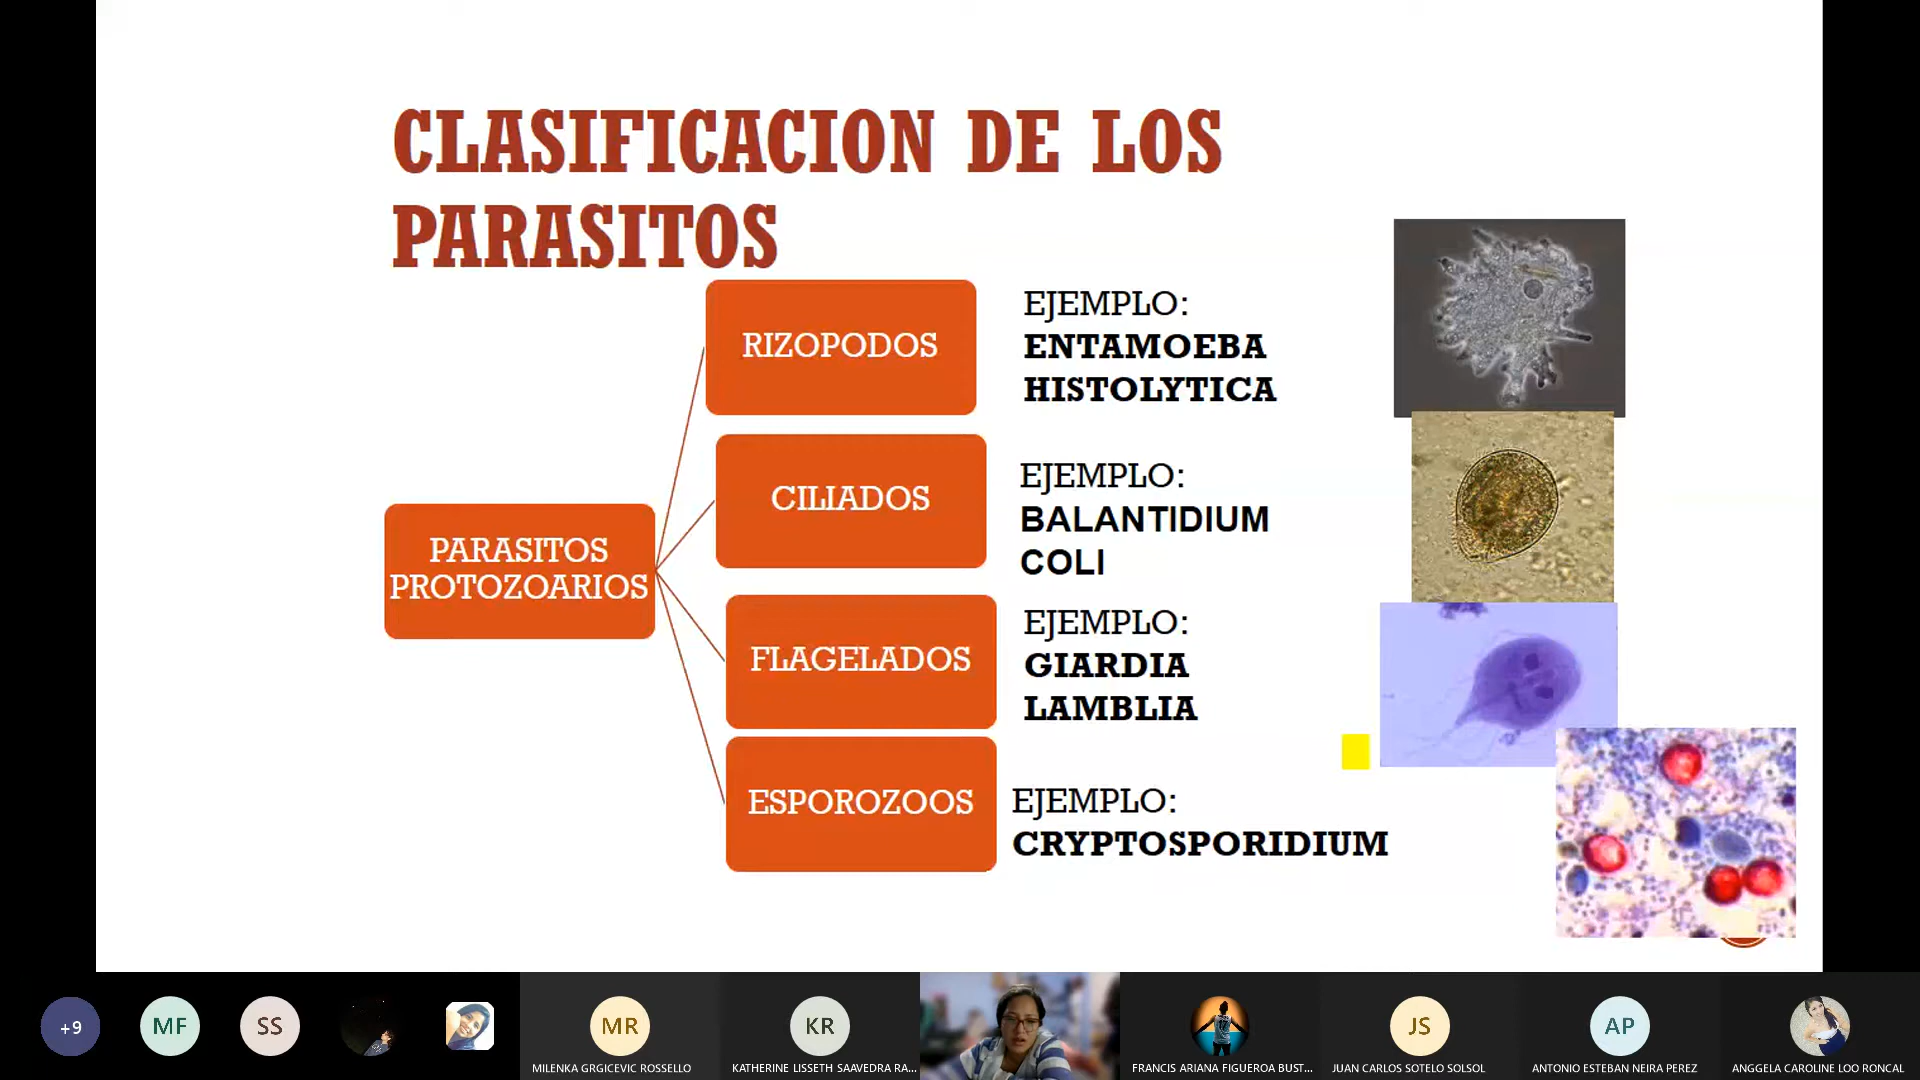 CLASIFICACION DE LOS
PARASITOS
PARASITOS
PROTOZOARIOS
RIZOPODOS
EJEMPLO:
ENTAMOEBA
HISTOLYTICA
CILIADOS
EJEMPLO:
BALANTIDIUM
COLI
FLAGELADOS
EJEMPLO:
GIARDIA
LAMBLIA
ESPOROZOOS
EJEMPLO:
CRYPTOSPORIDIUM
+9
MF
SS
MR
MILENKA GRGICEVIC ROSSELLO
KR
KATHERINE LISSETH SAAVEDRA RA...
FRANCIS ARIANA FIGUEROA BUST...
JS
JUAN CARLOS SOTELO SOLSOL
AP
ANTONIO ESTEBAN NEIRA PEREZ
ANGGELA CAROLINE LOO RONCAL